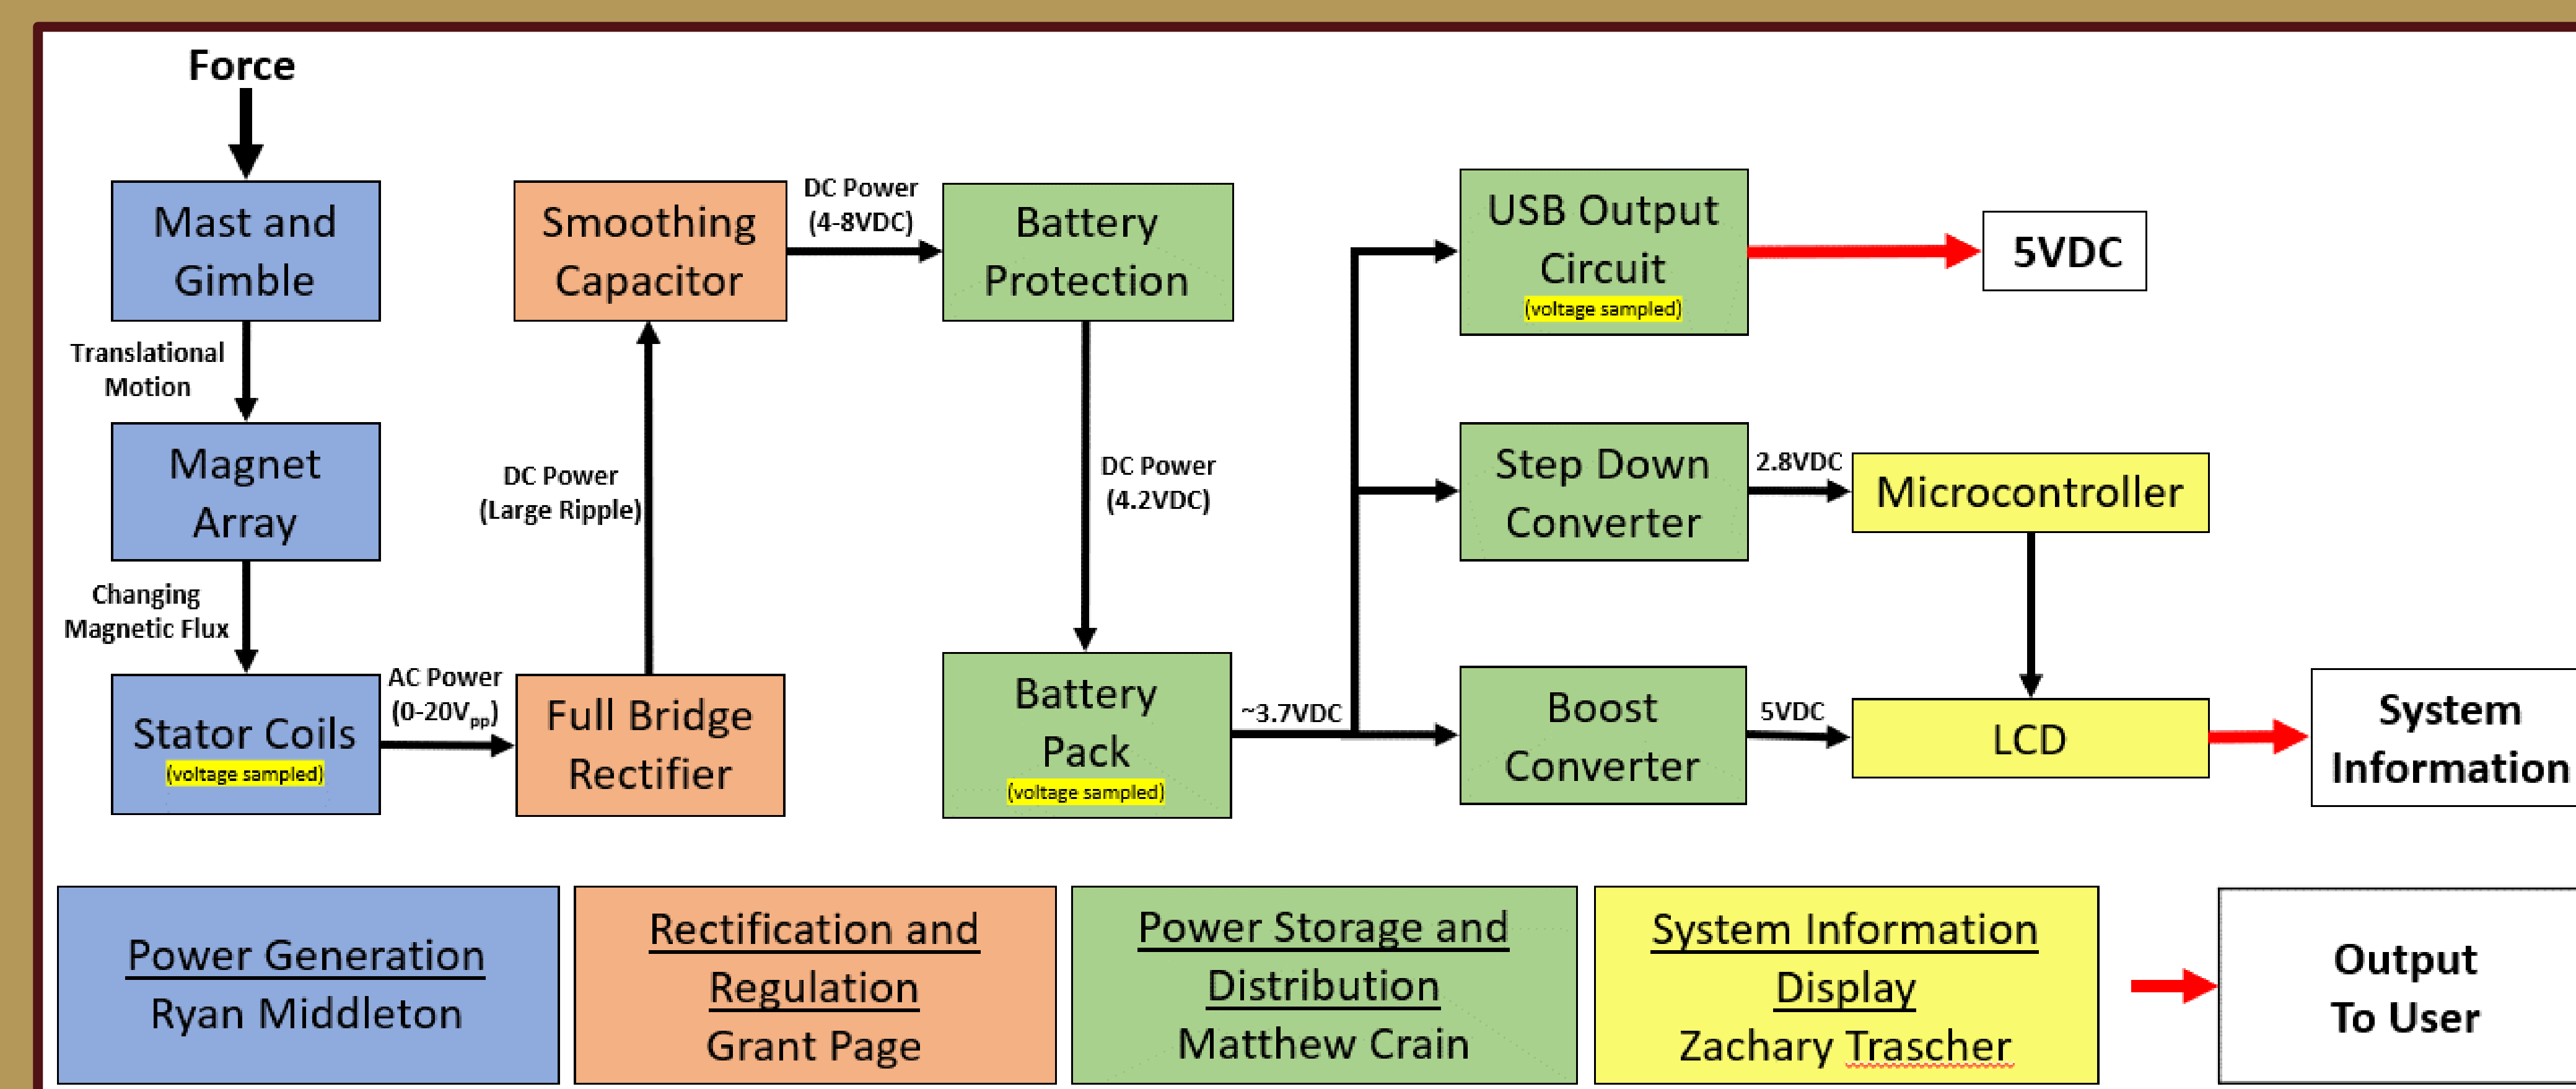 Force
Mast and
Gimble
Translational
Motion
Magnet
Array
Changing
Magnetic Flux
Stator Coils
(voltage sampled)
AC Power
(0-20Vpp)
Full Bridge
Rectifier
DC Power
(Large Ripple)
Smoothing
Capacitor
DC Power
(4-8VDC)
Battery
Protection
DC Power
(4.2VDC)
Battery
Pack
(voltage sampled)
~3.7VDC
USB Output
Circuit
(voltage sampled)
5VDC
Step Down
Converter
2.8VDC
Microcontroller
Boost
Converter
5VDC
LCD
System
Information
Power Generation
Ryan Middleton
Rectification and
Regulation
Grant Page
Power Storage and
Distribution
Matthew Crain
System Information
Display
Zachary Trascher
Output
To User